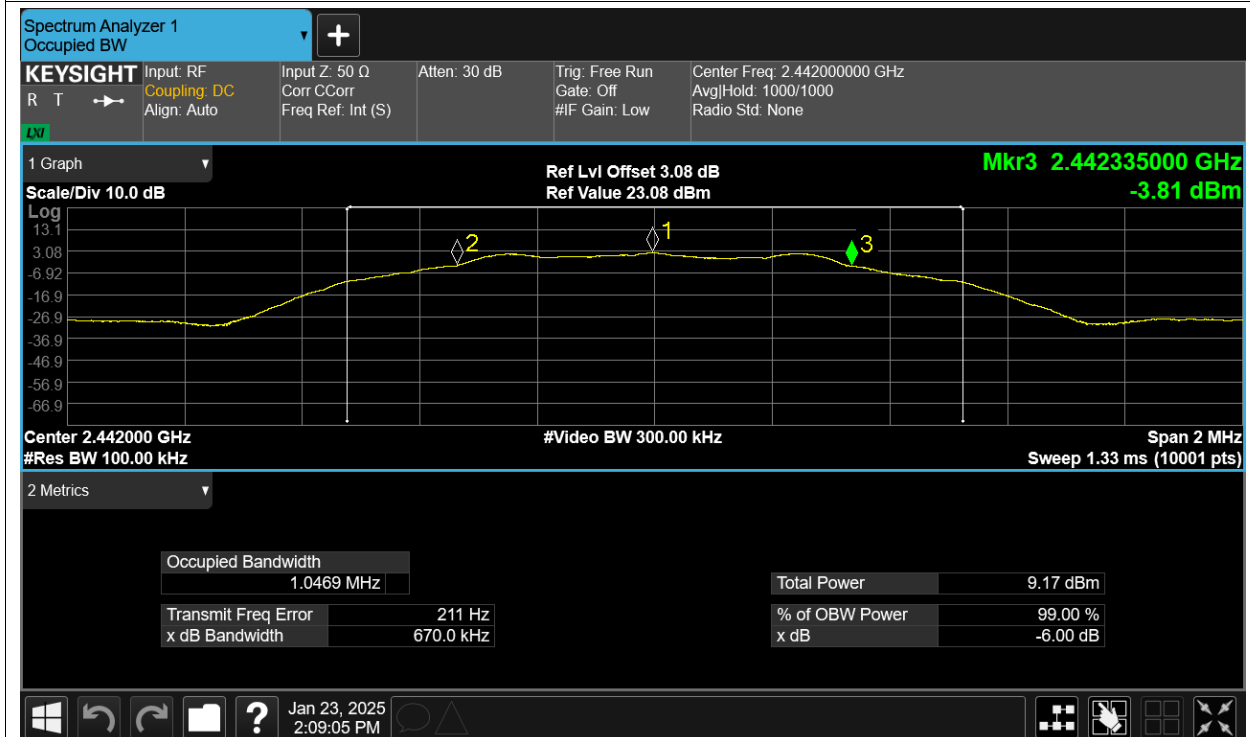 Spectrum Analyzer 1
Occupied BW
KEYSIGHT
R T
LXI
Input: RF
Coupling: DC
Align: Auto
Input Z: 50 Ω
Corr CCorr
Freq Ref: Int (S)
Atten: 30 dB
Trig: Free Run
Gate: Off
#IF Gain: Low
Center Freq: 2.442000000 GHz
Avg|Hold: 1000/1000
Radio Std: None
1 Graph
Scale/Div 10.0 dB
Ref Lvl Offset 3.08 dB
Ref Value 23.08 dBm
Mkr3 2.442335000 GHz
-3.81 dBm
Log
13.1
3.08
-6.92
-16.9
-26.9
-36.9
-46.9
-56.9
-66.9
2
1
3
Center 2.442000 GHz
#Res BW 100.00 kHz
#Video BW 300.00 kHz
Span 2 MHz
Sweep 1.33 ms (10001 pts)
2 Metrics
Occupied Bandwidth
1.0469 MHz
Transmit Freq Error 211 Hz
x dB Bandwidth 670.0 kHz
Total Power 9.17 dBm
% of OBW Power 99.00 %
x dB -6.00 dB
?
Jan 23, 2025
2:09:05 PM